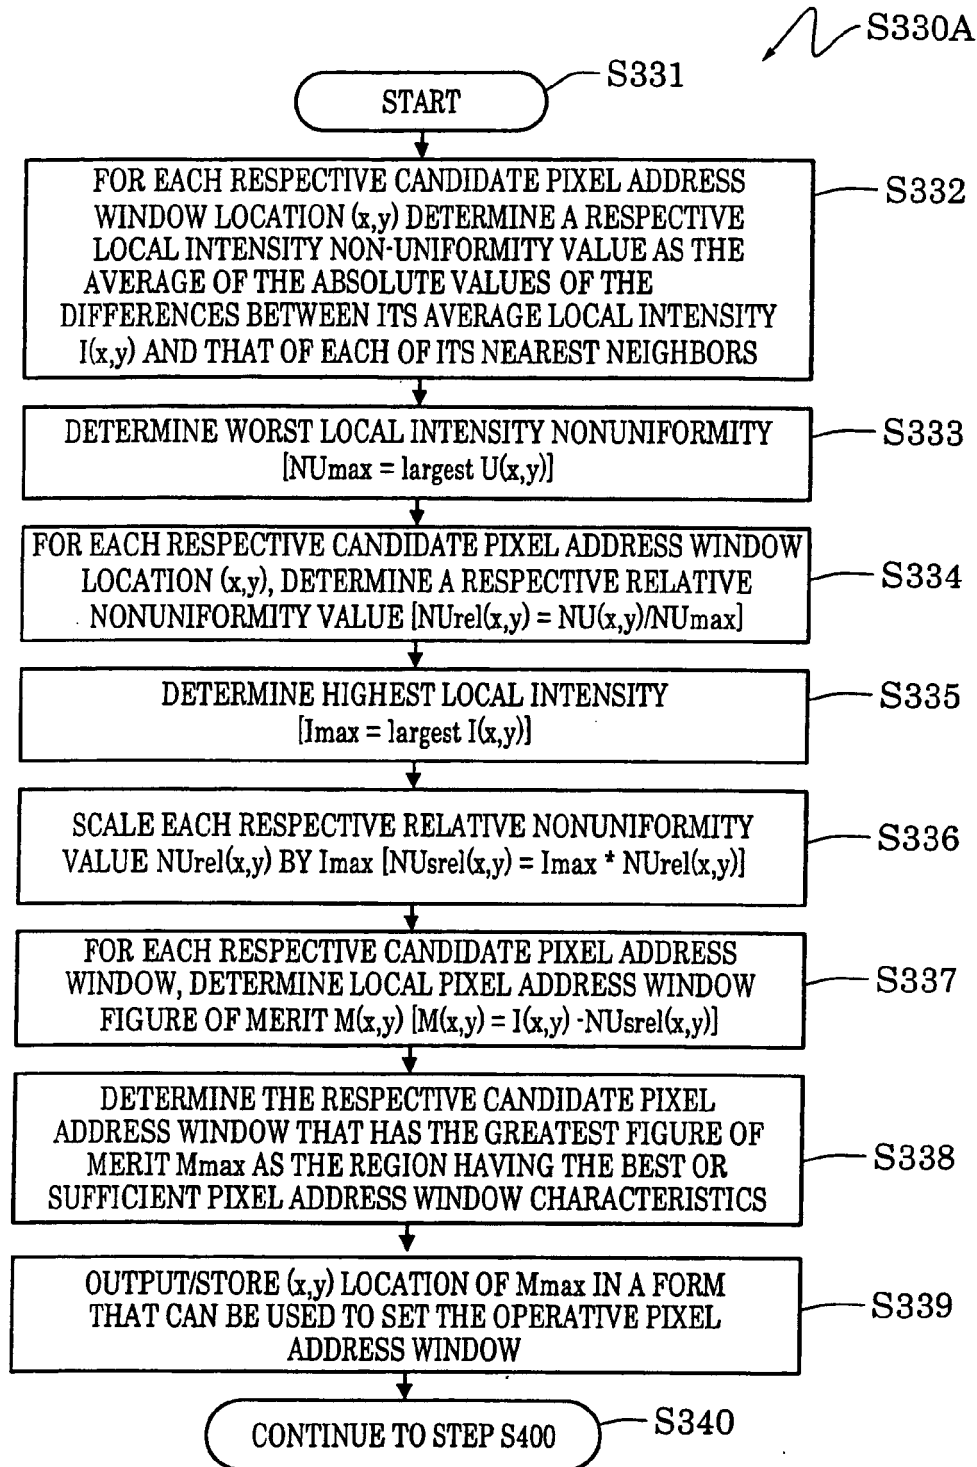 S330A
START
S331
FOR EACH RESPECTIVE CANDIDATE PIXEL ADDRESS
WINDOW LOCATION (x,y) DETERMINE A RESPECTIVE
LOCAL INTENSITY NON-UNIFORMITY VALUE AS THE
AVERAGE OF THE ABSOLUTE VALUES OF THE
DIFFERENCES BETWEEN ITS AVERAGE LOCAL INTENSITY
I(x,y) AND THAT OF EACH OF ITS NEAREST NEIGHBORS
S332
DETERMINE WORST LOCAL INTENSITY NONUNIFORMITY
[NUmax = largest U(x,y)]
S333
FOR EACH RESPECTIVE CANDIDATE PIXEL ADDRESS WINDOW
LOCATION (x,y), DETERMINE A RESPECTIVE RELATIVE
NONUNIFORMITY VALUE [NUrel(x,y) = NU(x,y)/NUmax]
S334
DETERMINE HIGHEST LOCAL INTENSITY
[Imax = largest I(x,y)]
S335
SCALE EACH RESPECTIVE RELATIVE NONUNIFORMITY
VALUE NUrel(x,y) BY Imax [NUsrel(x,y) = Imax * NUrel(x,y)]
S336
FOR EACH RESPECTIVE CANDIDATE PIXEL ADDRESS
WINDOW, DETERMINE LOCAL PIXEL ADDRESS WINDOW
FIGURE OF MERIT M(x,y) [M(x,y) = I(x,y) -NUsrel(x,y)]
S337
DETERMINE THE RESPECTIVE CANDIDATE PIXEL
ADDRESS WINDOW THAT HAS THE GREATEST FIGURE OF
MERIT Mmax AS THE REGION HAVING THE BEST OR
SUFFICIENT PIXEL ADDRESS WINDOW CHARACTERISTICS
S338
OUTPUT/STORE (x,y) LOCATION OF Mmax IN A FORM
THAT CAN BE USED TO SET THE OPERATIVE PIXEL
ADDRESS WINDOW
S339
CONTINUE TO STEP S400
S340